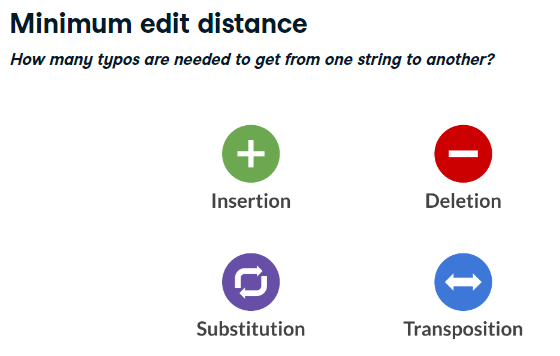 Minimum edit distance
How many typos are needed to get from one string to another?
Insertion
Deletion
Substitution
Transposition